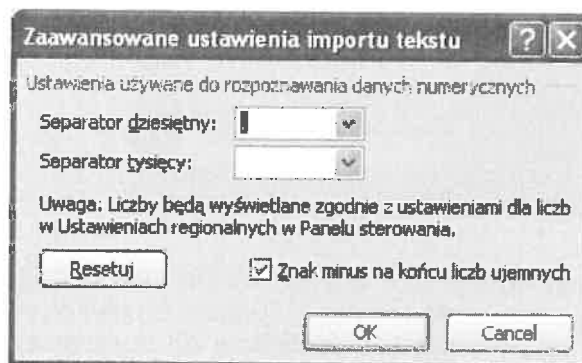 Zaawansowane ustawienia importu tekstu
Ustawienia używane do rozpoznawania danych numerycznych
Separator dziesiętny:
Separator tysięcy:
Uwaga: Liczby będą wyświetlane zgodnie z ustawieniami dla liczb
w Ustawieniach regionalnych w Panelu sterowania.
Resetuj
Znak minus na końcu liczb ujemnych
OK
Cancel